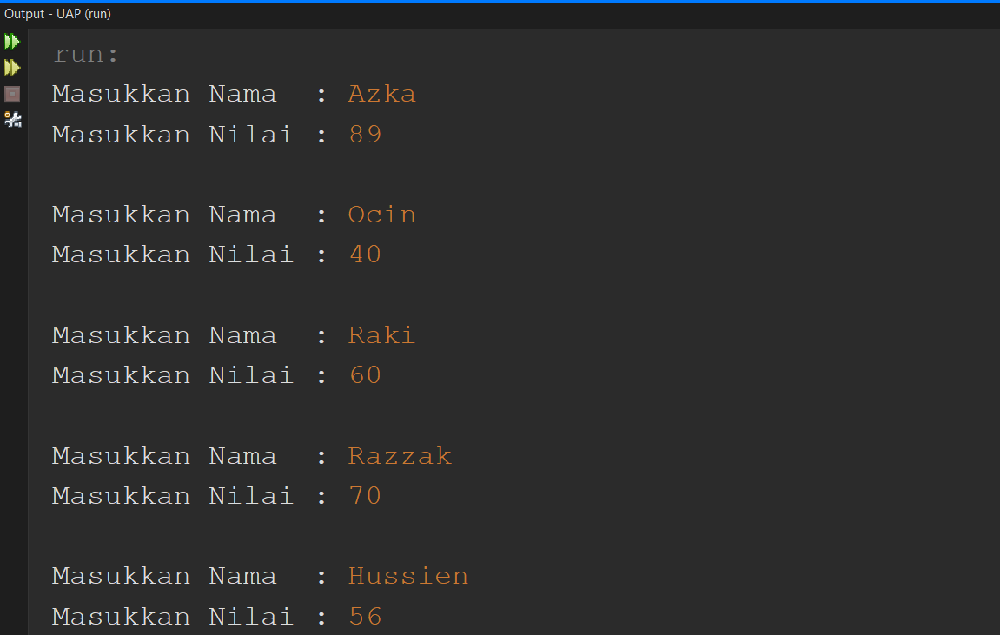 Output - UAP (run)
run:
Masukkan Nama  : Azka
Masukkan Nilai : 89
Masukkan Nama  : Ocin
Masukkan Nilai : 40
Masukkan Nama  : Raki
Masukkan Nilai : 60
Masukkan Nama  : Razzak
Masukkan Nilai : 70
Masukkan Nama  : Hussien
Masukkan Nilai : 56